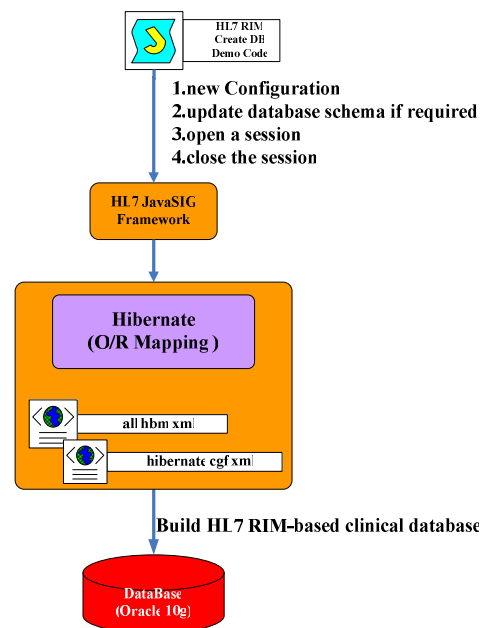 HL7 RIM
Create DB
Demo Code
1.new Configuration
2.update database schema if required
3.open a session
4.close the session
HL7 JavaSIG
Framework
Hibernate
(O/R Mapping )
all hbm xml
hibernate cgf xml
Build HL7 RIM-based clinical database
DataBase
(Oracle 10g)